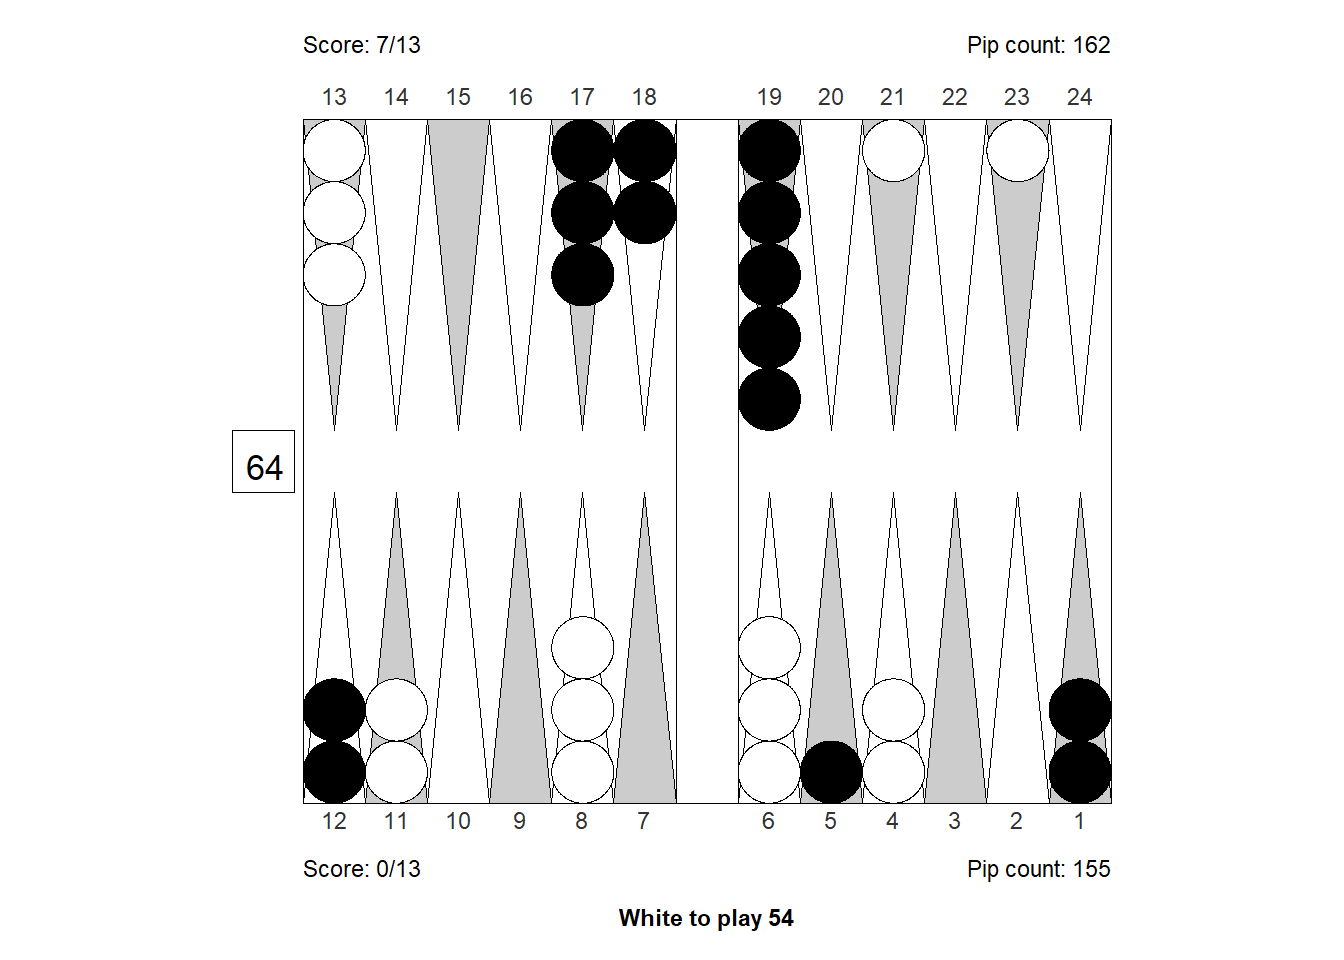 Score: 7/13 Pip count: 162
13 14 15 16 17 18 19 20 21 22 23 24
64
12 11 10 9 8 7 6 5 4 3 2 1
Score: 0/13 Pip count: 155
White to play 54